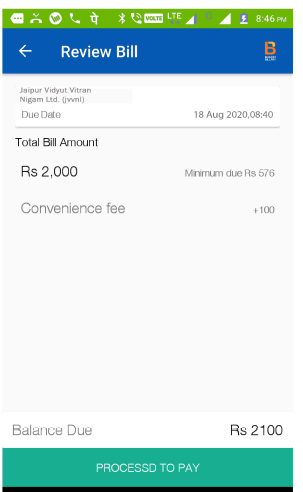 VOLTE LTE 8:46 PM
Review Bill
B
Jaipur Vidyut Vitran
Nigam Ltd. (jvvnl)
Due Date 18 Aug 2020,08:40
Total Bill Amount
Rs 2,000 Minimum due Rs 576
Convenience fee +100
Balance Due Rs 2100
PROCESSD TO PAY